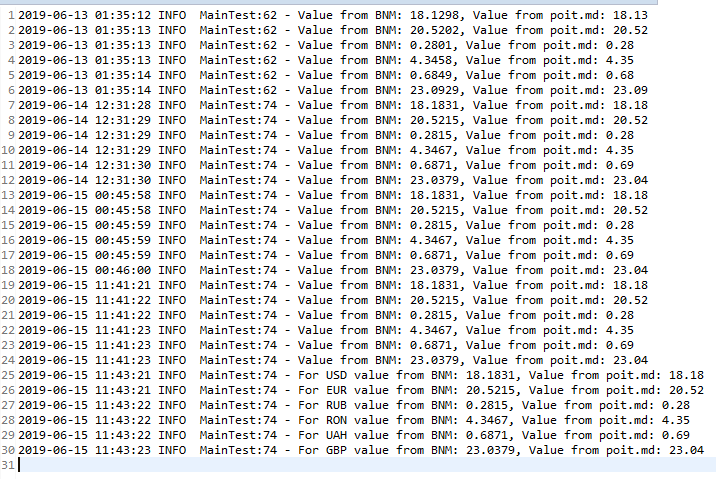 1 2019-06-13 01:35:12 INFO  MainTest:62 - Value from BNM: 18.1298, Value from poit.md: 18.13
2 2019-06-13 01:35:13 INFO  MainTest:62 - Value from BNM: 20.5202, Value from poit.md: 20.52
3 2019-06-13 01:35:13 INFO  MainTest:62 - Value from BNM: 0.2801, Value from poit.md: 0.28
4 2019-06-13 01:35:13 INFO  MainTest:62 - Value from BNM: 4.3458, Value from poit.md: 4.35
5 2019-06-13 01:35:14 INFO  MainTest:62 - Value from BNM: 0.6849, Value from poit.md: 0.68
6 2019-06-13 01:35:14 INFO  MainTest:62 - Value from BNM: 23.0929, Value from poit.md: 23.09
7 2019-06-14 12:31:28 INFO  MainTest:74 - Value from BNM: 18.1831, Value from poit.md: 18.18
8 2019-06-14 12:31:29 INFO  MainTest:74 - Value from BNM: 20.5215, Value from poit.md: 20.52
9 2019-06-14 12:31:29 INFO  MainTest:74 - Value from BNM: 0.2815, Value from poit.md: 0.28
10 2019-06-14 12:31:29 INFO  MainTest:74 - Value from BNM: 4.3467, Value from poit.md: 4.35
11 2019-06-14 12:31:30 INFO  MainTest:74 - Value from BNM: 0.6871, Value from poit.md: 0.69
12 2019-06-14 12:31:30 INFO  MainTest:74 - Value from BNM: 23.0379, Value from poit.md: 23.04
13 2019-06-15 00:45:58 INFO  MainTest:74 - Value from BNM: 18.1831, Value from poit.md: 18.18
14 2019-06-15 00:45:58 INFO  MainTest:74 - Value from BNM: 20.5215, Value from poit.md: 20.52
15 2019-06-15 00:45:59 INFO  MainTest:74 - Value from BNM: 0.2815, Value from poit.md: 0.28
16 2019-06-15 00:45:59 INFO  MainTest:74 - Value from BNM: 4.3467, Value from poit.md: 4.35
17 2019-06-15 00:45:59 INFO  MainTest:74 - Value from BNM: 0.6871, Value from poit.md: 0.69
18 2019-06-15 00:46:00 INFO  MainTest:74 - Value from BNM: 23.0379, Value from poit.md: 23.04
19 2019-06-15 11:41:21 INFO  MainTest:74 - Value from BNM: 18.1831, Value from poit.md: 18.18
20 2019-06-15 11:41:22 INFO  MainTest:74 - Value from BNM: 20.5215, Value from poit.md: 20.52
21 2019-06-15 11:41:22 INFO  MainTest:74 - Value from BNM: 0.2815, Value from poit.md: 0.28
22 2019-06-15 11:41:23 INFO  MainTest:74 - Value from BNM: 4.3467, Value from poit.md: 4.35
23 2019-06-15 11:41:23 INFO  MainTest:74 - Value from BNM: 0.6871, Value from poit.md: 0.69
24 2019-06-15 11:41:23 INFO  MainTest:74 - Value from BNM: 23.0379, Value from poit.md: 23.04
25 2019-06-15 11:43:21 INFO  MainTest:74 - For USD value from BNM: 18.1831, Value from poit.md: 18.18
26 2019-06-15 11:43:21 INFO  MainTest:74 - For EUR value from BNM: 20.5215, Value from poit.md: 20.52
27 2019-06-15 11:43:22 INFO  MainTest:74 - For RUB value from BNM: 0.2815, Value from poit.md: 0.28
28 2019-06-15 11:43:22 INFO  MainTest:74 - For RON value from BNM: 4.3467, Value from poit.md: 4.35
29 2019-06-15 11:43:22 INFO  MainTest:74 - For UAH value from BNM: 0.6871, Value from poit.md: 0.69
30 2019-06-15 11:43:23 INFO  MainTest:74 - For GBP value from BNM: 23.0379, Value from poit.md: 23.04
31